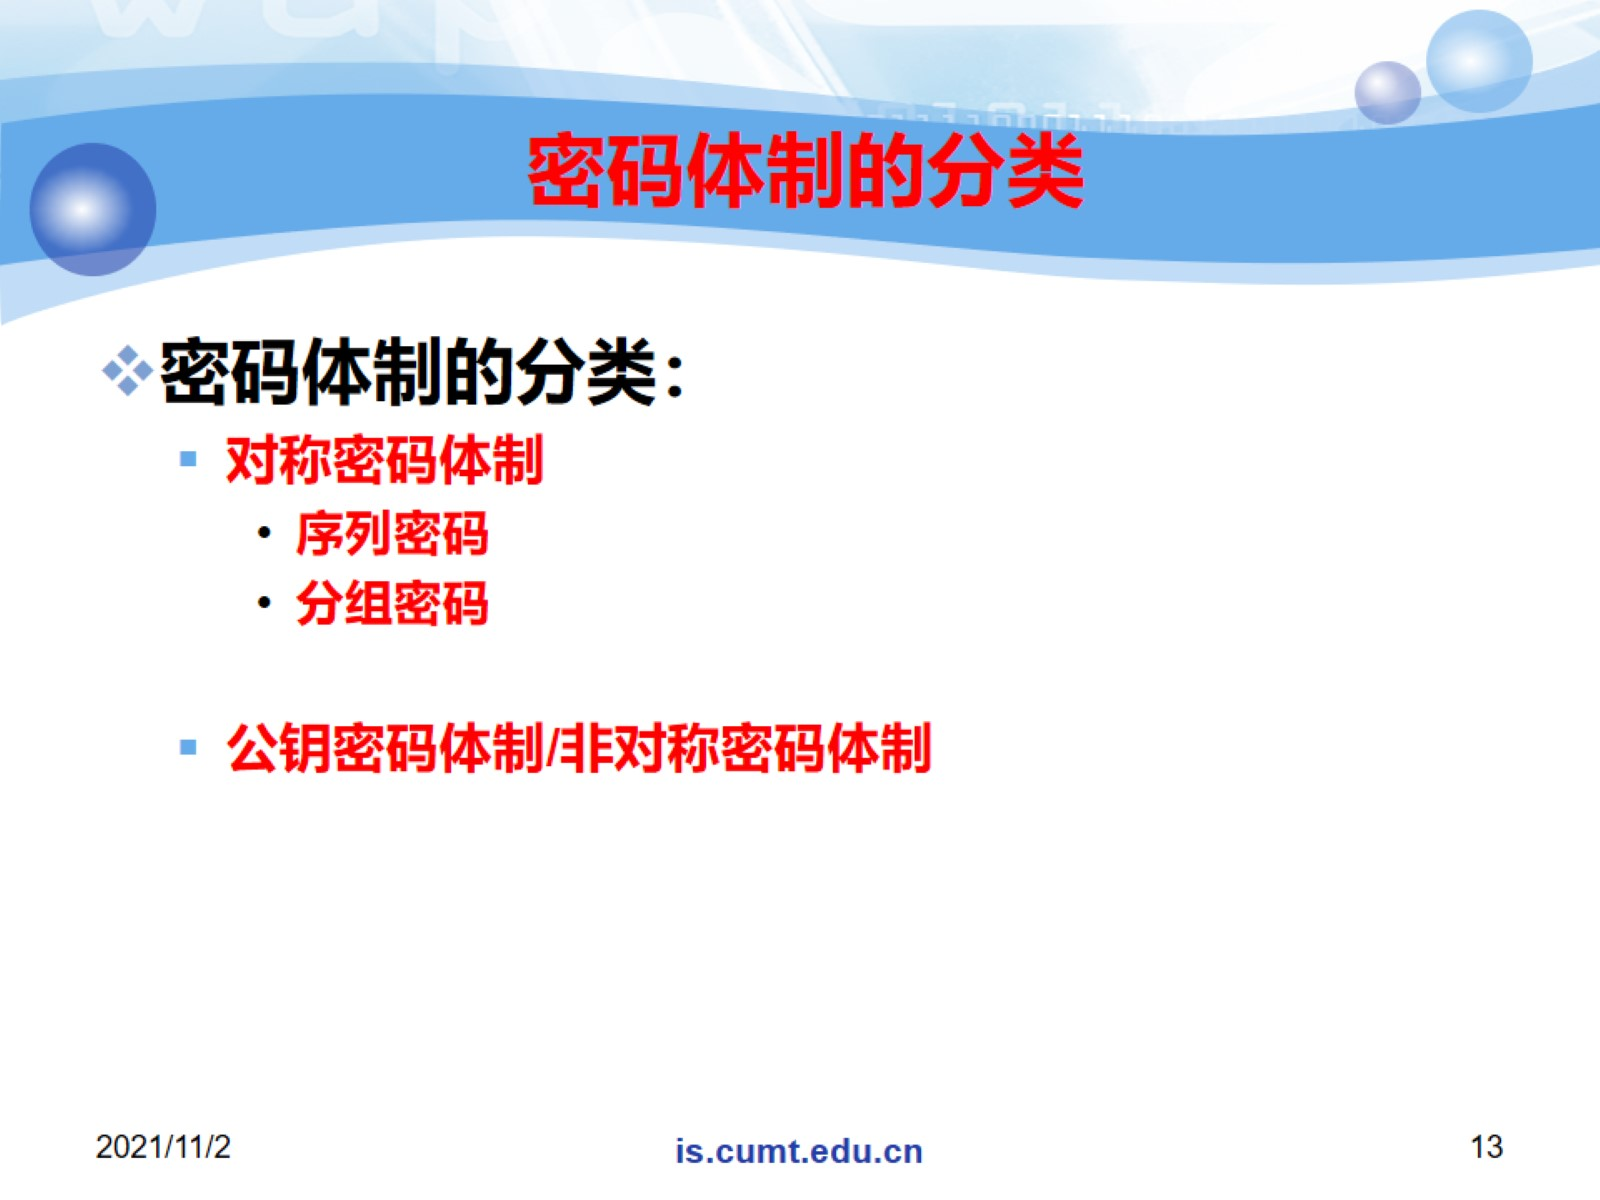 密码体制的分类
密码体制的分类：
对称密码体制
序列密码
分组密码
公钥密码体制/非对称密码体制
2021/11/2
is.cumt.edu.cn
13